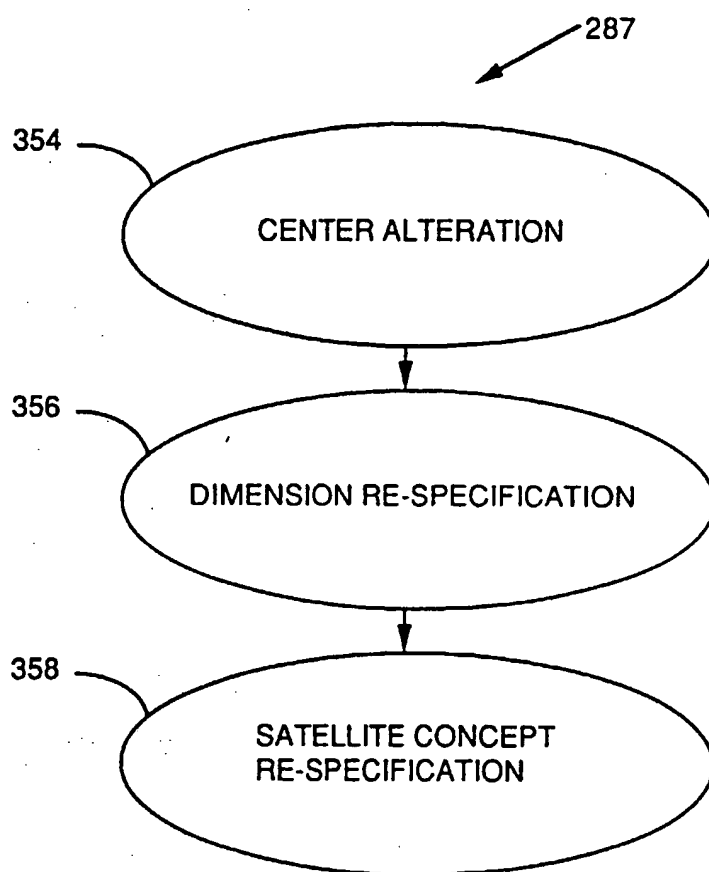 287
354
CENTER ALTERATION
356
DIMENSION RE-SPECIFICATION
358
SATELLITE CONCEPT
RE-SPECIFICATION